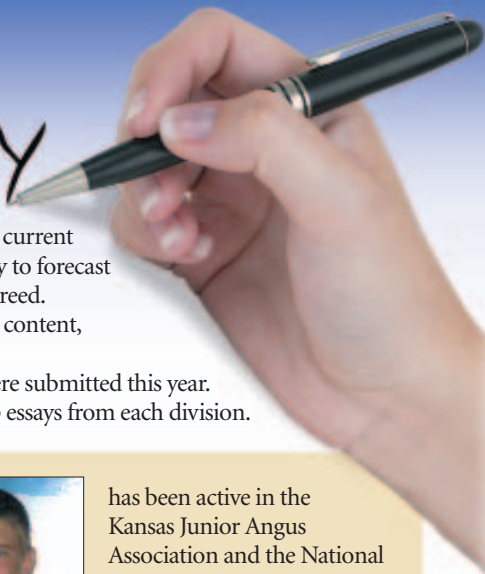 y
current
y to forecast
reed.
content,
ere submitted this year.
essays from each division.
has been active in the
Kansas Junior Angus
Association and the National